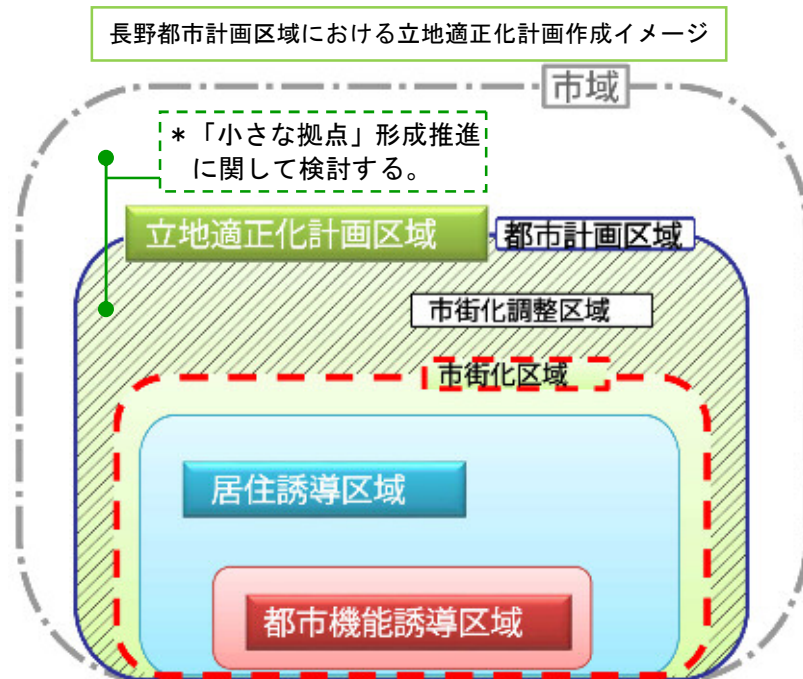 長野都市計画区域における立地適正化計画作成イメージ
市域
*「小さな拠点」形成推進
に関して検討する。
立地適正化計画区域
都市計画区域
市街化調整区域
市街化区域
居住誘導区域
都市機能誘導区域